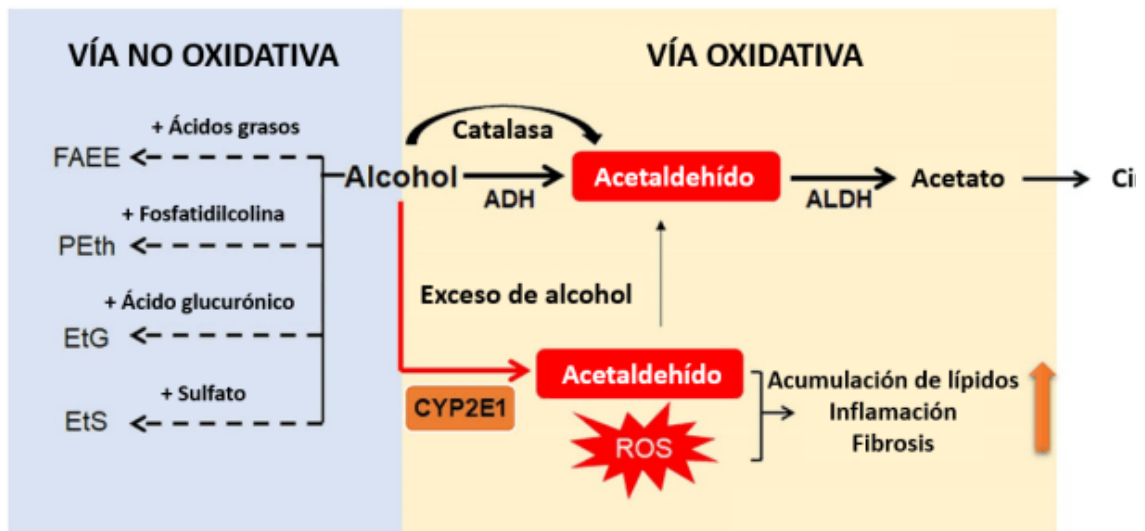 VÍA NO OXIDATIVA
+ Ácidos grasos
FAEE
+ Fosfatidilcolina
PEth
+ Ácido glucurónico
EtG
+ Sulfato
EtS
VÍA OXIDATIVA
Catalasa
Alcohol
ADH
Acetaldehído
ALDH
Acetato
Exceso de alcohol
CYP2E1
Acetaldehído
ROS
Acumulación de lípidos
Inflamación
Fibrosis